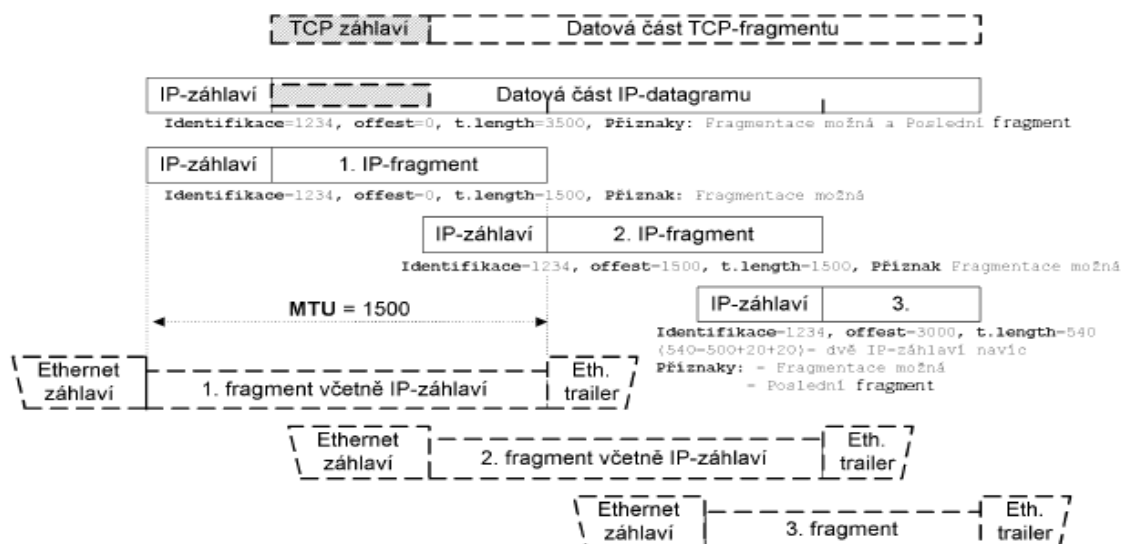 TCP záhlaví Datová část TCP-fragmentu
IP-záhlaví Datová část IP-datagramu
Identifikace=1234, offest=0, t.length=3500, Příznaky: Fragmentace možná a Poslední fragment
IP-záhlaví 1. IP-fragment
Identifikace=1234, offest=0, t.length=1500, Příznak: Fragmentace možná
IP-záhlaví 2. IP-fragment
Identifikace=1234, offest=1500, t.length=1500, Příznak Fragmentace možná
MTU = 1500
IP-záhlaví 3.
Identifikace=1234, offest=3000, t.length=540
(540=500+20+20)- dvě IP-záhlaví navíc
Příznaky: - Fragmentace možná
- Poslední fragment
Ethernet
záhlaví
1. fragment včetně IP-záhlaví
Eth.
trailer
Ethernet
záhlaví
2. fragment včetně IP-záhlaví
Eth.
trailer
Ethernet
záhlaví
3. fragment
Eth.
trailer